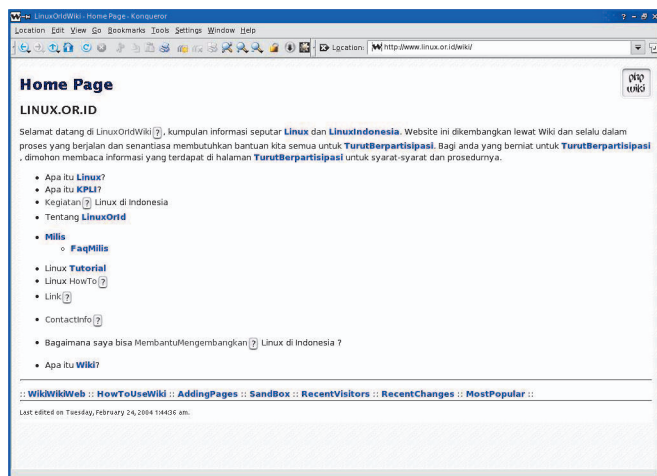 LinuxOrIdWiki - Home Page - Konqueror
Location Edit View Go Bookmarks Tools Settings Window Help
Location: http://www.linux.or.id/wiki/
Home Page
php
wiki
LINUX.OR.ID
Selamat datang di LinuxOrIdWiki ?, kumpulan informasi seputar Linux dan LinuxIndonesia. Website ini dikembangkan lewat Wiki dan selalu dalam
proses yang berjalan dan senantiasa membutuhkan bantuan kita semua untuk TurutBerpartisipasi. Bagi anda yang berniat untuk TurutBerpartisipasi
, dimohon membaca informasi yang terdapat di halaman TurutBerpartisipasi untuk syarat-syarat dan prosedurnya.
• Apa itu Linux?
• Apa itu KPLI?
• Kegiatan ? Linux di Indonesia
• Tentang LinuxOrId
• Milis
○ FaqMilis
• Linux Tutorial
• Linux HowTo ?
• Link ?
• ContactInfo ?
• Bagaimana saya bisa MembantuMengembangkan ? Linux di Indonesia ?
• Apa itu Wiki?
:: WikiWikiWeb :: HowToUseWiki :: AddingPages :: SandBox :: RecentVisitors :: RecentChanges :: MostPopular ::
Last edited on Tuesday, February 24, 2004 1:44:36 am.